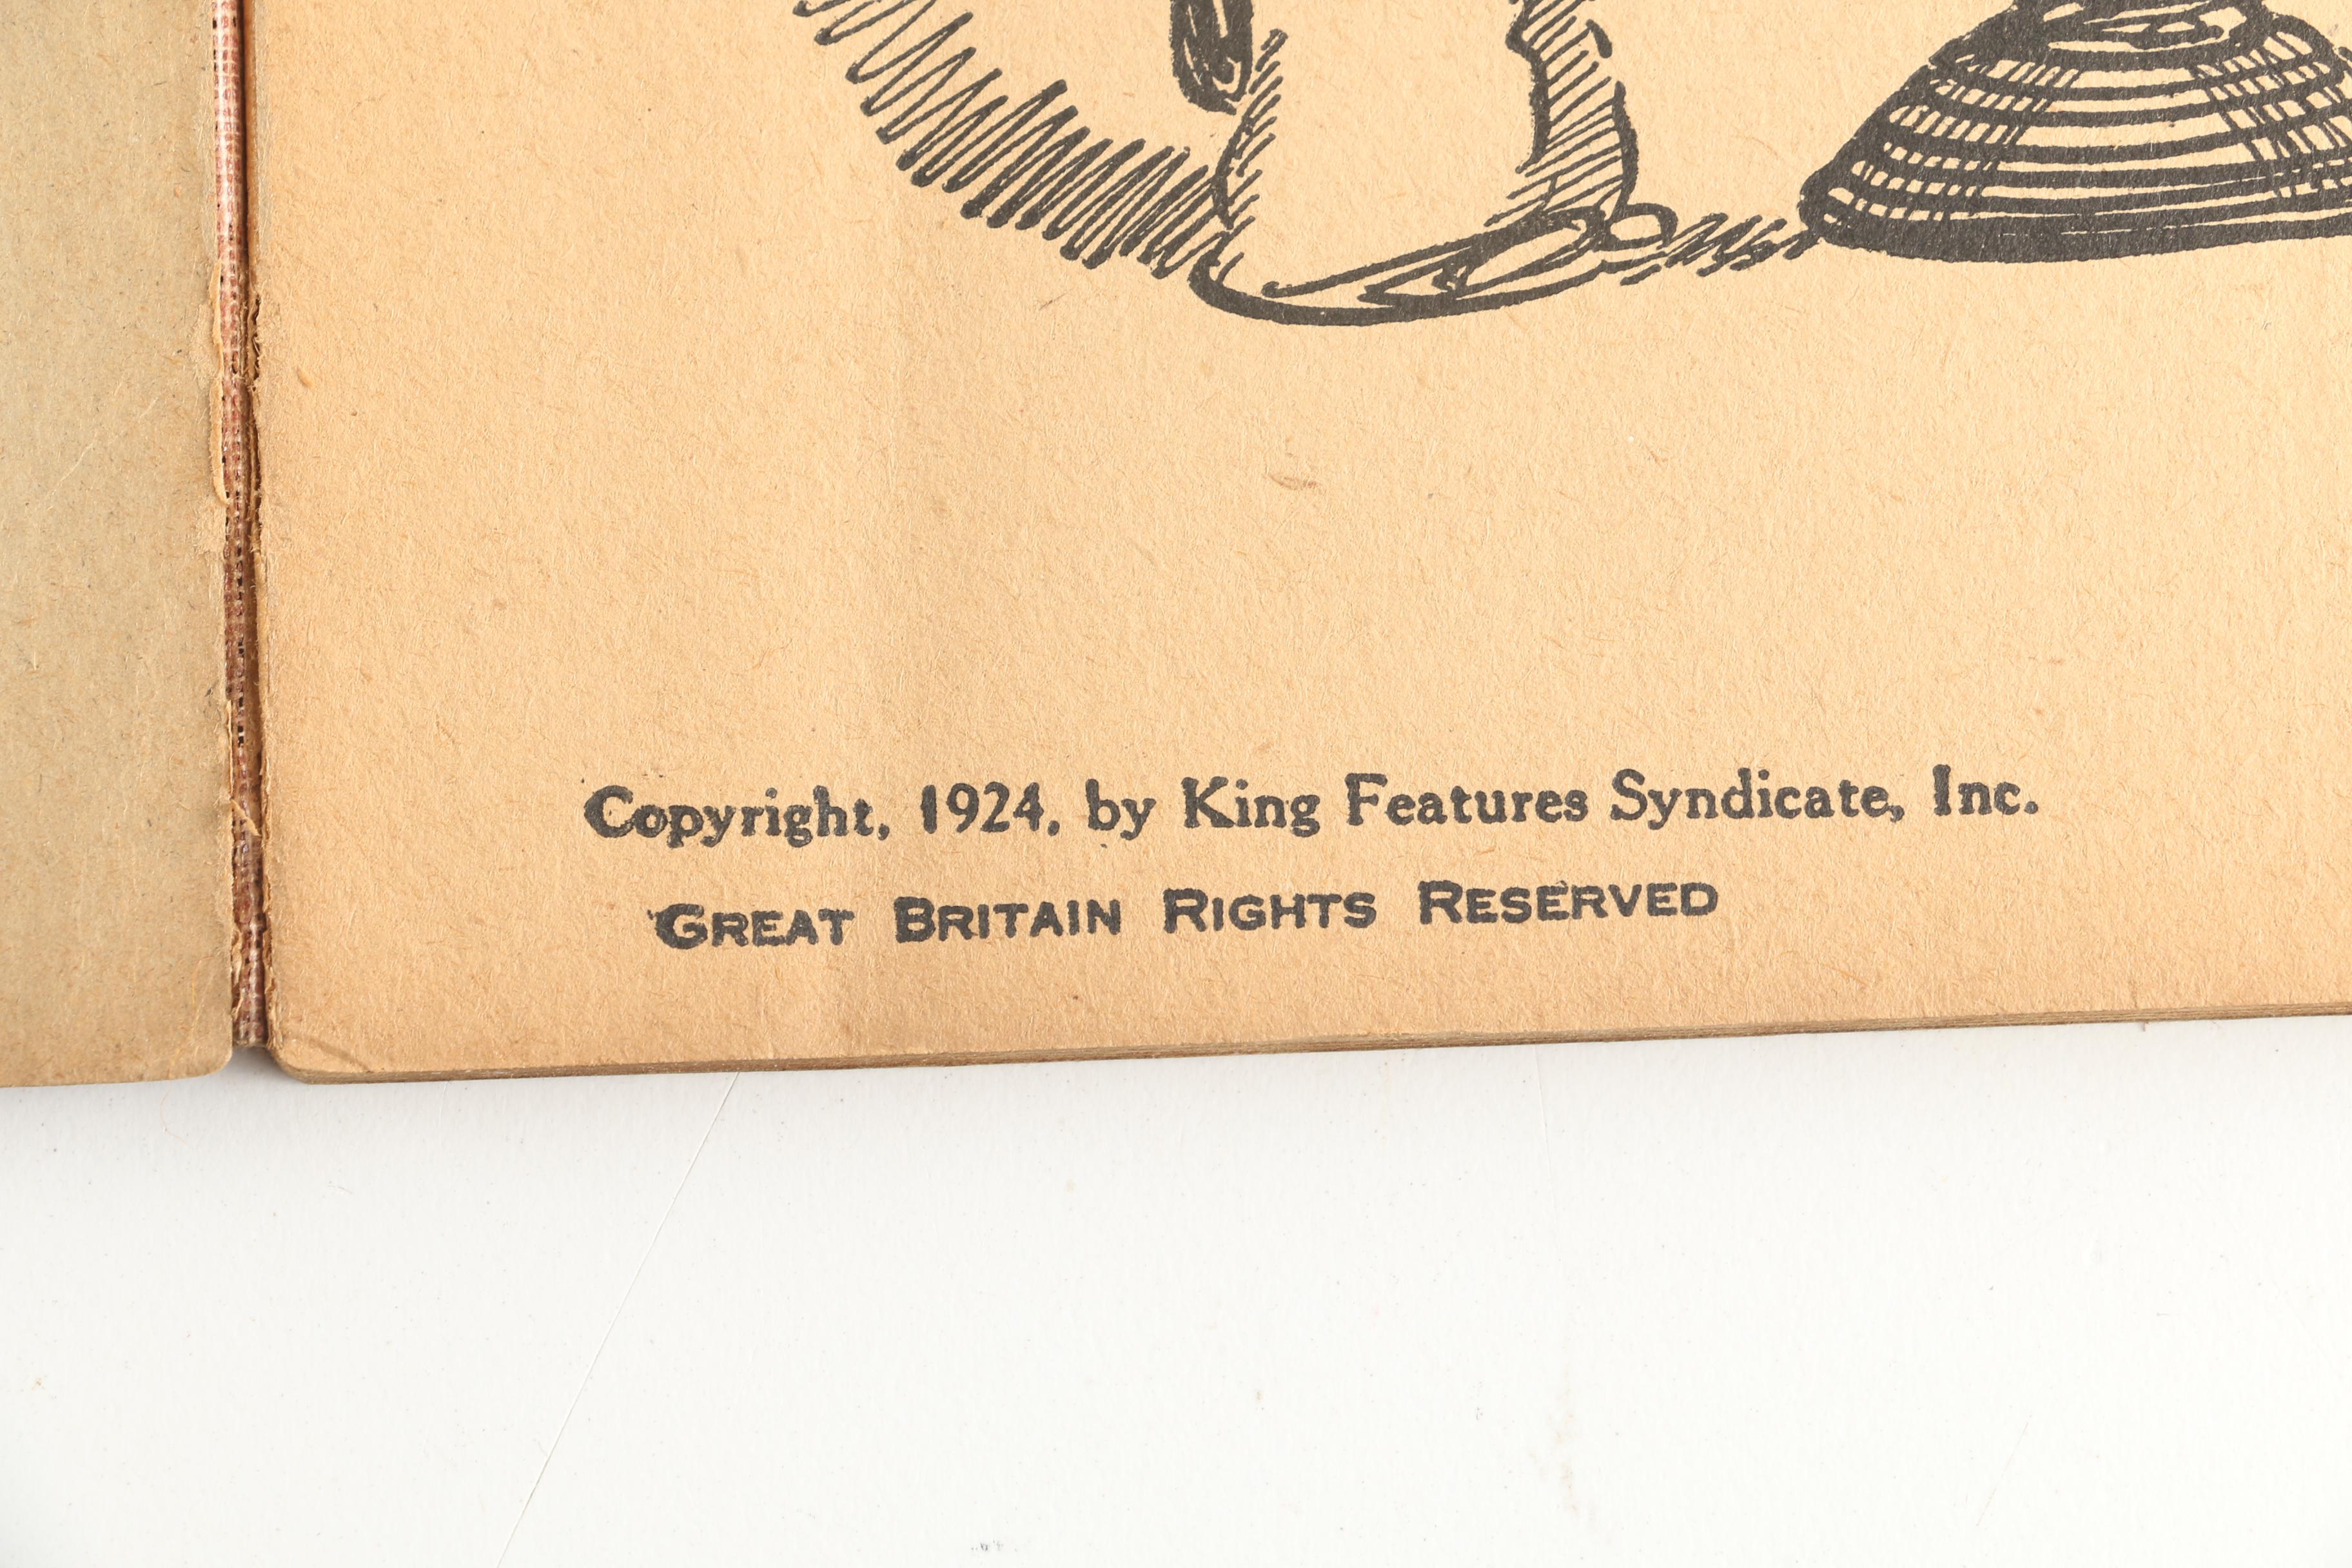 Copyright, 1924, by King Features Syndicate, Inc.
GREAT BRITAIN RIGHTS RESERVED